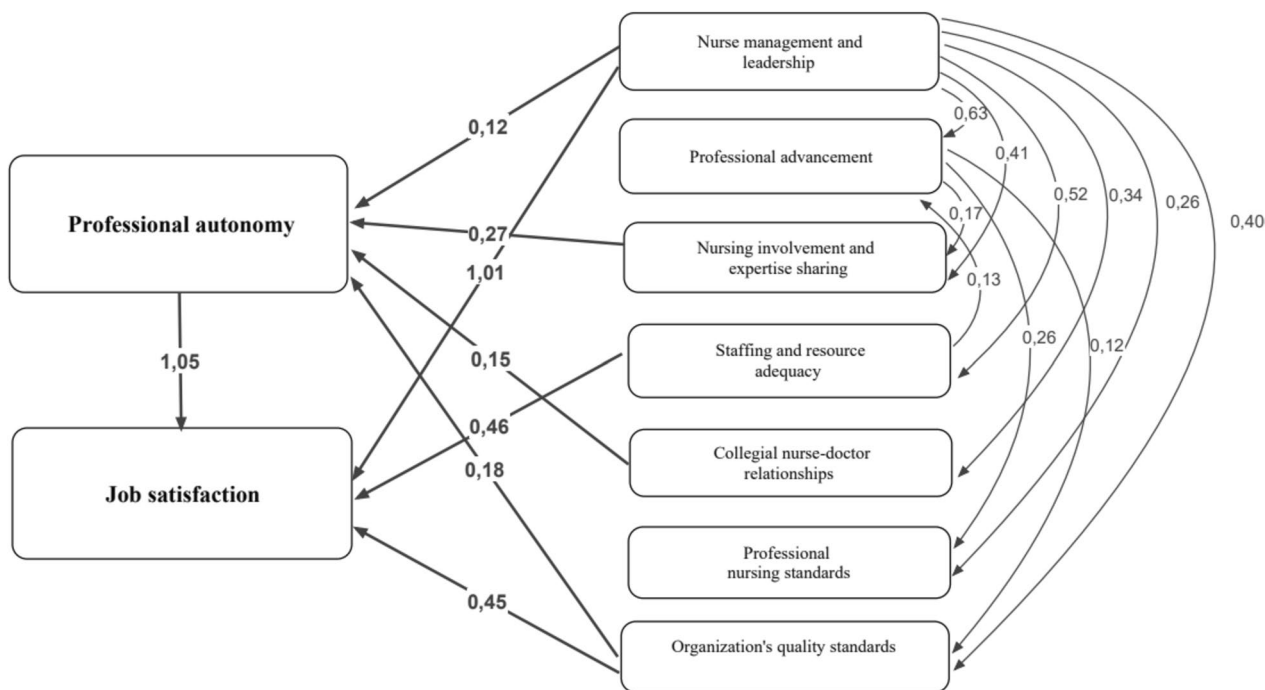 Nurse management and
leadership
0,12
0,63
Professional advancement
0,41
0,52
0,34
0,26
0,40
Professional autonomy
0,27
0,17
Nursing involvement and
expertise sharing
1,01
0,13
1,05
0,15
Staffing and resource
adequacy
0,26
0,12
0,46
Collegial nurse-doctor
relationships
0,18
Job satisfaction
Professional
nursing standards
0,45
Organization's quality standards